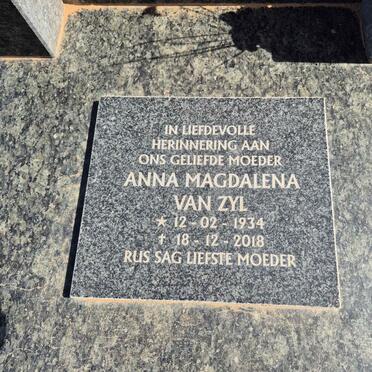 IN LIEFDEVOLLE
HERINNERING AAN
ONS GELIEFDE MOEDER
ANNA MAGDALENA
VAN ZYL
★ 12-02-1934
✝ 18-12-2018
RUS SAG LIEFSTE MOEDER